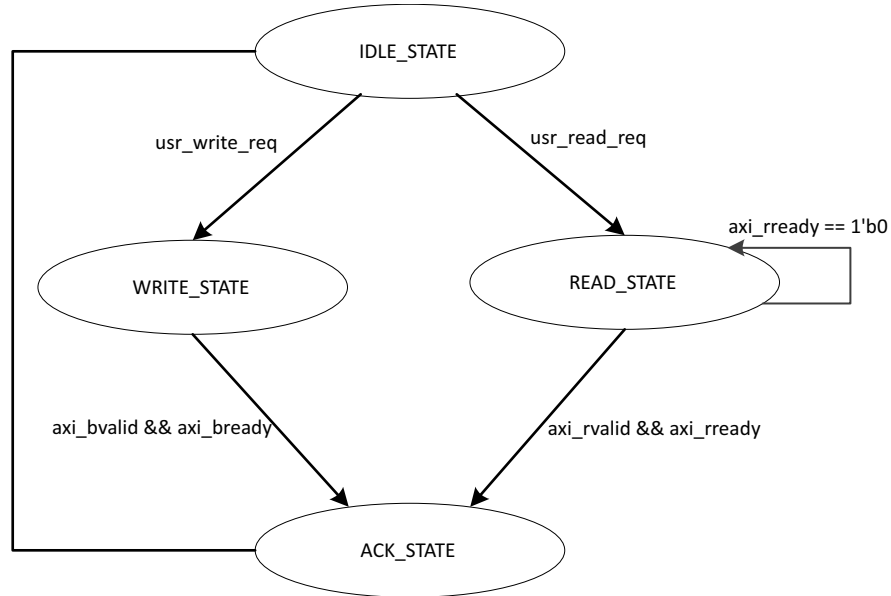 IDLE_STATE
usr_write_req
usr_read_req
axi_rready == 1'b0
WRITE_STATE
READ_STATE
axi_bvalid && axi_bready
axi_rvalid && axi_rready
ACK_STATE